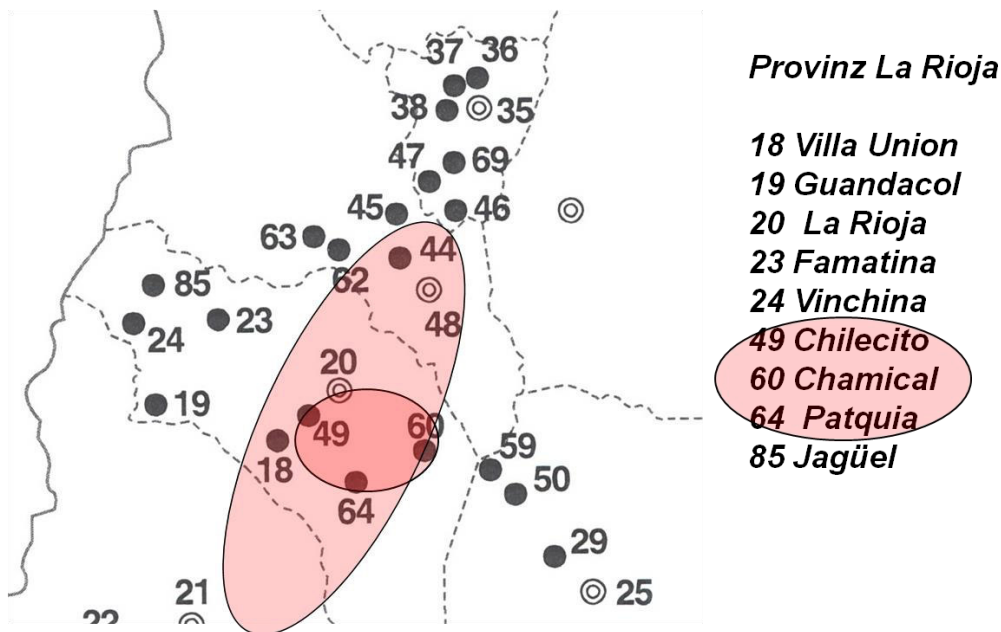 37 36
38 35
47 69
45 46
63 44
62
85 48
24 23
20
19 49 60
18 59
64 50
29
21 25
22
Provinz La Rioja
18 Villa Union
19 Guandacol
20 La Rioja
23 Famatina
24 Vinchina
49 Chilecito
60 Chamical
64 Patquia
85 Jagüel